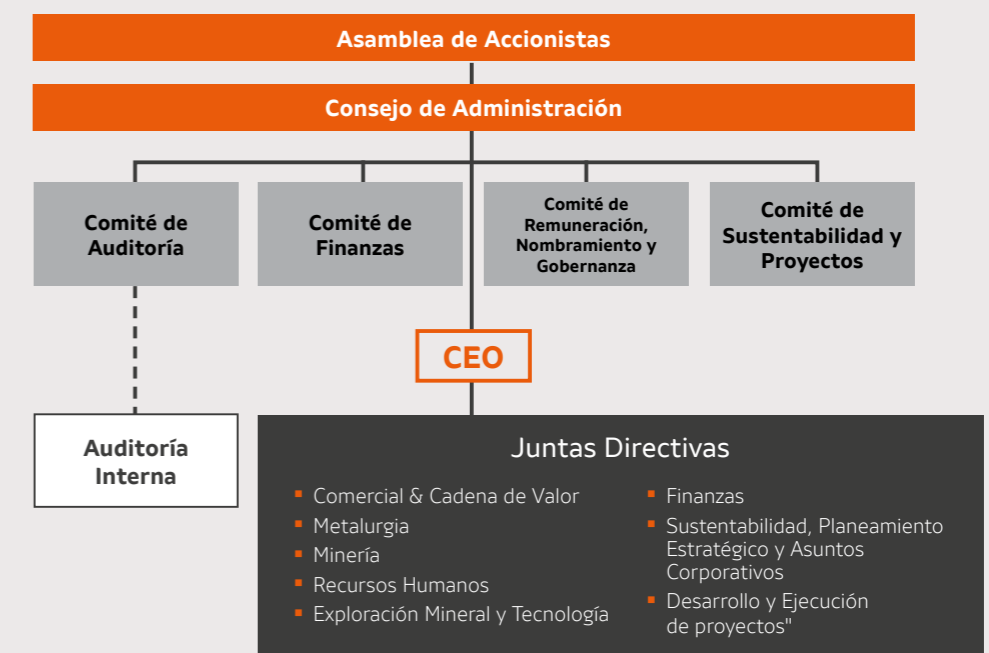 Asamblea de Accionistas
Consejo de Administración
Comité de
Auditoría
Comité de
Finanzas
Comité de
Remuneración,
Nombramiento y
Gobernanza
Comité de
Sustentabilidad y
Proyectos
CEO
Auditoría
Interna
Juntas Directivas
Comercial & Cadena de Valor
Metalurgia
Minería
Recursos Humanos
Exploración Mineral y Tecnología
Finanzas
Sustentabilidad, Planeamiento
Estratégico y Asuntos
Corporativos
Desarrollo y Ejecución
de proyectos"